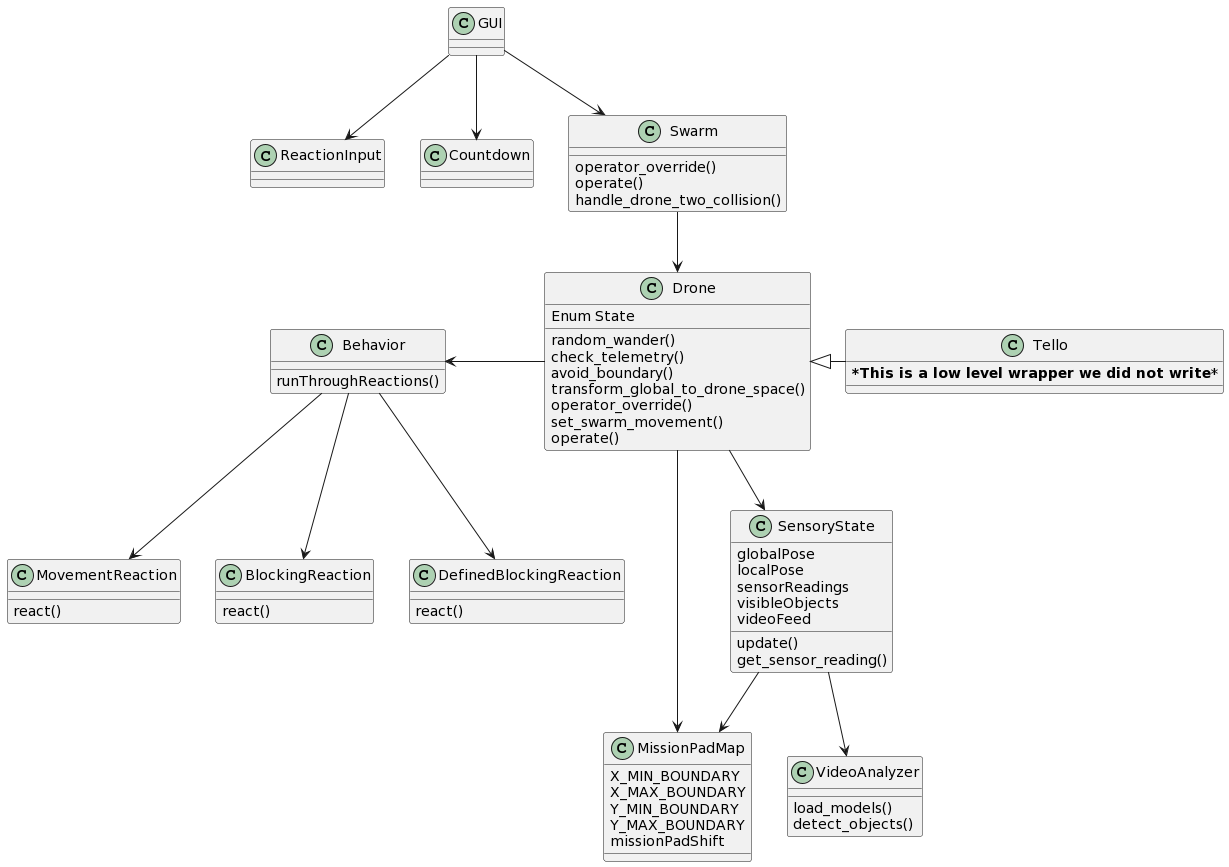 C GUI
C ReactionInput
C Countdown
C Swarm
operator_override()
operate()
handle_drone_two_collision()
C Drone
Enum State
random_wander()
check_telemetry()
avoid_boundary()
transform_global_to_drone_space()
operator_override()
set_swarm_movement()
operate()
C Behavior
runThroughReactions()
C Tello
*This is a low level wrapper we did not write*
C MovementReaction
react()
C BlockingReaction
react()
C DefinedBlockingReaction
react()
C SensoryState
globalPose
localPose
sensorReadings
visibleObjects
videoFeed
update()
get_sensor_reading()
C MissionPadMap
X_MIN_BOUNDARY
X_MAX_BOUNDARY
Y_MIN_BOUNDARY
Y_MAX_BOUNDARY
missionPadShift
C VideoAnalyzer
load_models()
detect_objects()